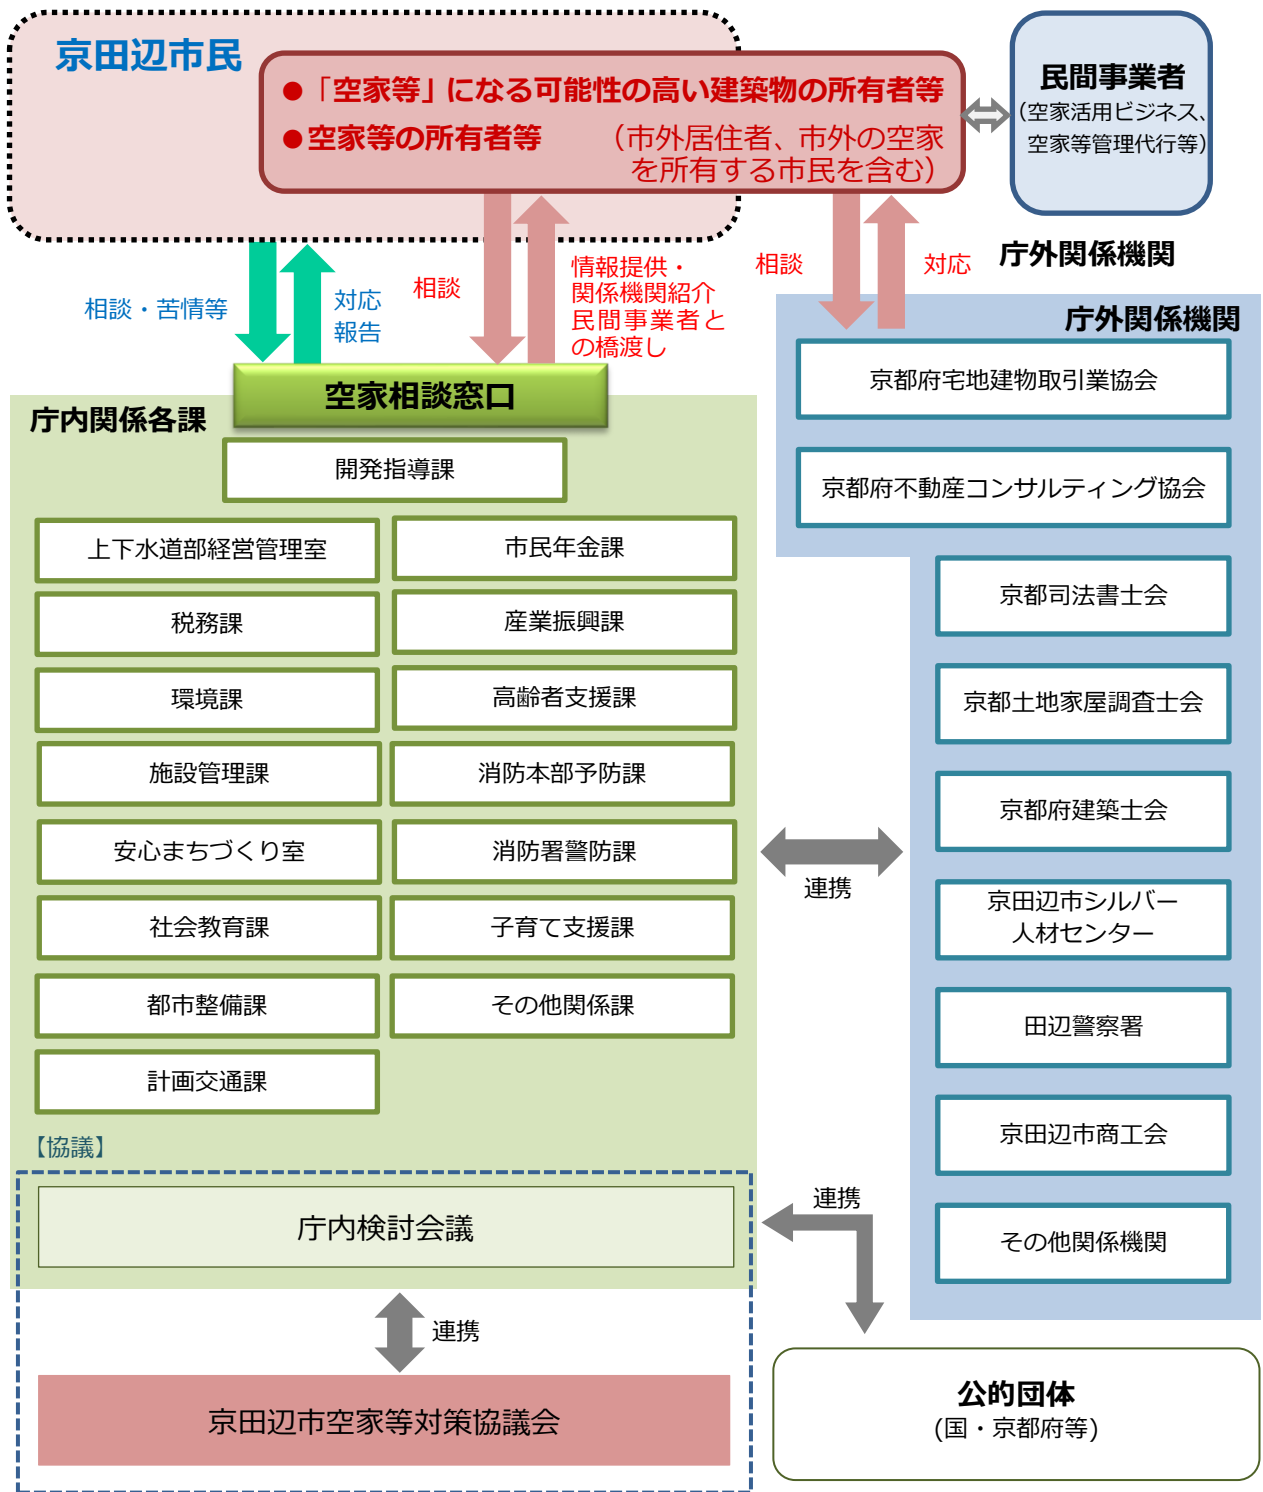 京田辺市民
●「空家等」になる可能性の高い建築物の所有者等
●空家等の所有者等 （市外居住者、市外の空家
を所有する市民を含む）
民間事業者
（空家活用ビジネス、
空家等管理代行等）
相談・苦情等
対応
報告
相談
情報提供・
関係機関紹介
民間事業者と
の橋渡し
相談
対応
庁外関係機関
空家相談窓口
庁内関係各課
開発指導課
上下水道部経営管理室
市民年金課
税務課
産業振興課
環境課
高齢者支援課
施設管理課
消防本部予防課
安心まちづくり室
消防署警防課
社会教育課
子育て支援課
都市整備課
その他関係課
計画交通課
【協議】
庁内検討会議
連携
京田辺市空家等対策協議会
連携
連携
庁外関係機関
京都府宅地建物取引業協会
京都府不動産コンサルティング協会
京都司法書士会
京都土地家屋調査士会
京都府建築士会
京田辺市シルバー
人材センター
田辺警察署
京田辺市商工会
その他関係機関
公的団体
(国・京都府等)